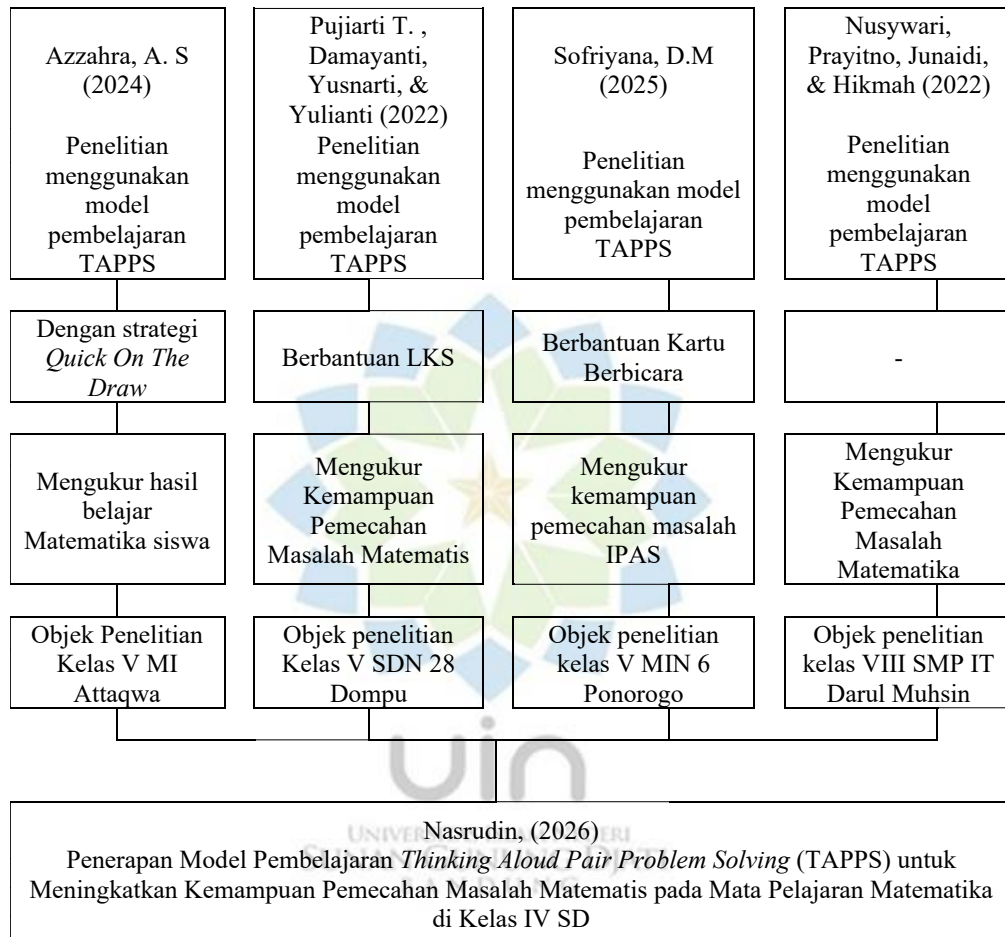 Azzahra, A. S
(2024)
Penelitian
menggunakan
model
pembelajaran
TAPPS
Pujiarti T. ,
Damayanti,
Yusnarti, &
Yulianti (2022)
Penelitian
menggunakan
model
pembelajaran
TAPPS
Sofriyana, D.M
(2025)
Penelitian
menggunakan model
pembelajaran
TAPPS
Nusywari,
Prayitno, Junaidi,
& Hikmah (2022)
Penelitian
menggunakan
model
pembelajaran
TAPPS
Dengan strategi
Quick On The
Draw
Berbantuan LKS
Berbantuan Kartu
Berbicara
-
Mengukur hasil
belajar
Matematika siswa
Mengukur
Kemampuan
Pemecahan
Masalah Matematis
Mengukur
kemampuan
pemecahan masalah
IPAS
Mengukur
Kemampuan
Pemecahan
Masalah
Matematika
Objek Penelitian
Kelas V MI
Attaqwa
Objek penelitian
Kelas V SDN 28
Dompu
Objek penelitian
kelas V MIN 6
Ponorogo
Objek penelitian
kelas VIII SMP IT
Darul Muhsin
uin
Nasrudin, (2026)
Penerapan Model Pembelajaran Thinking Aloud Pair Problem Solving (TAPPS) untuk
Meningkatkan Kemampuan Pemecahan Masalah Matematis pada Mata Pelajaran Matematika
di Kelas IV SD